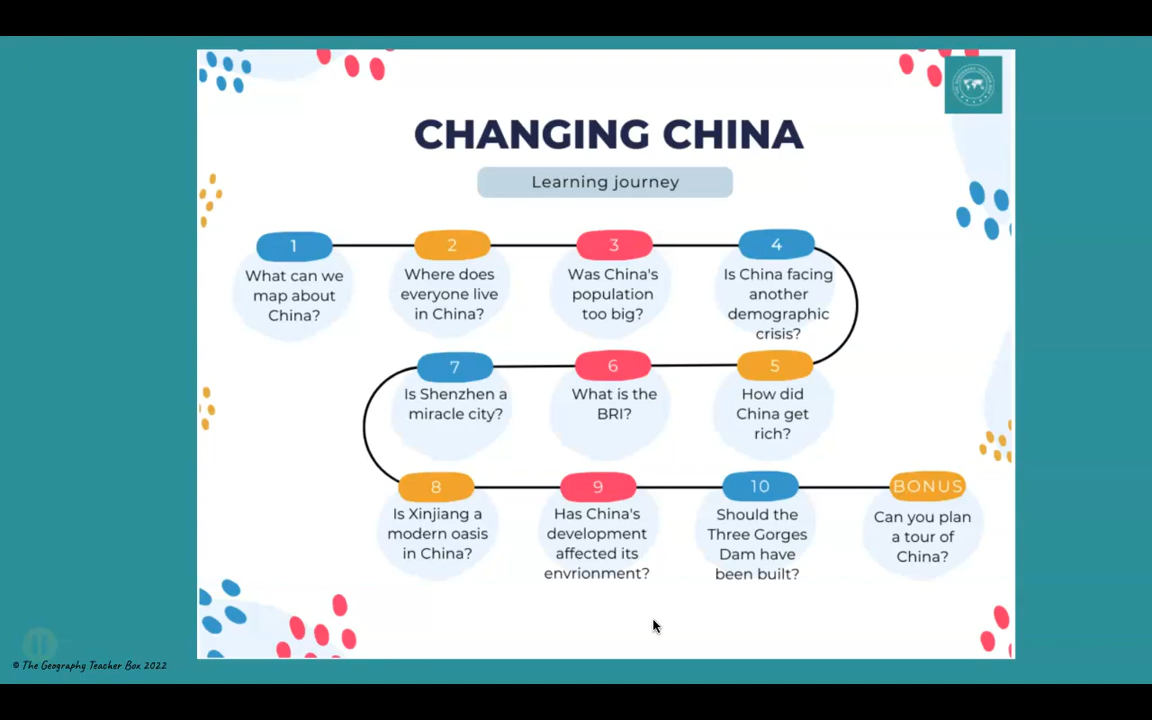 CHANGING CHINA
Learning journey
1
What can we
map about
China?
2
Where does
everyone live
in China?
3
Was China's
population
too big?
4
Is China facing
another
demographic
crisis?
5
How did
China get
rich?
6
What is the
BRI?
7
Is Shenzhen a
miracle city?
8
Is Xinjiang a
modern oasis
in China?
9
Has China's
development
affected its
envrionment?
10
Should the
Three Gorges
Dam have
been built?
BONUS
Can you plan
a tour of
China?
© The Geography Teacher Box 2022